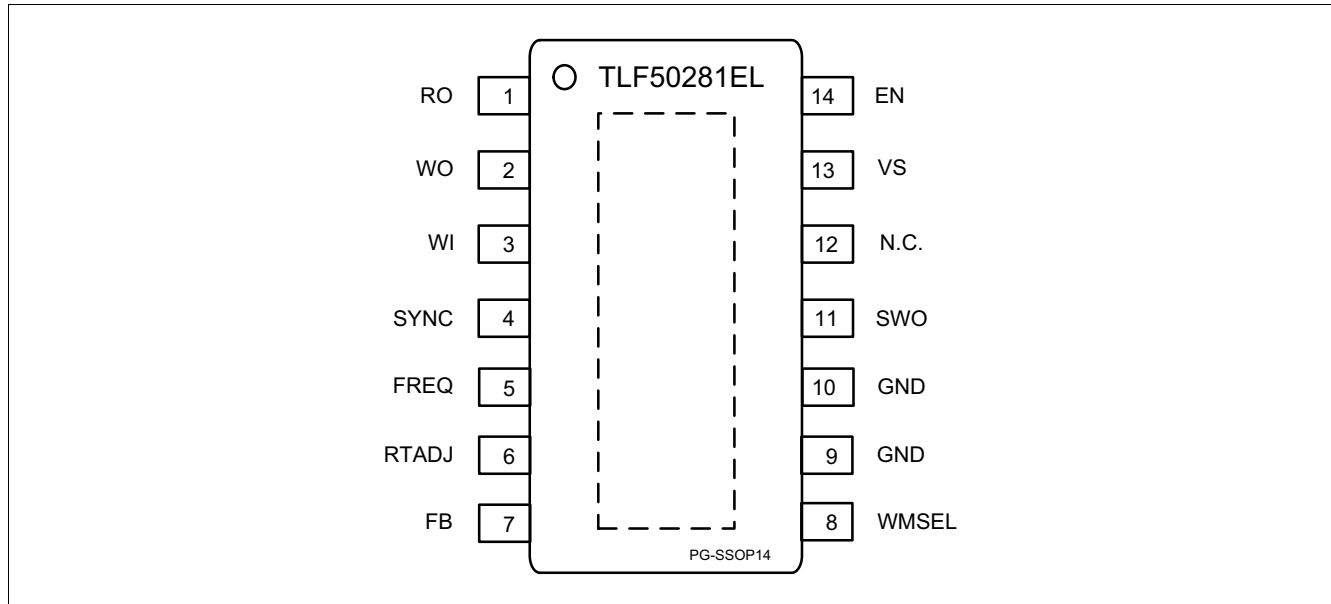 TLF50281EL
RO 1 14 EN
WO 2 13 VS
WI 3 12 N.C.
SYNC 4 11 SWO
FREQ 5 10 GND
RTADJ 6 9 GND
FB 7 8 WMSEL
PG-SSOP14